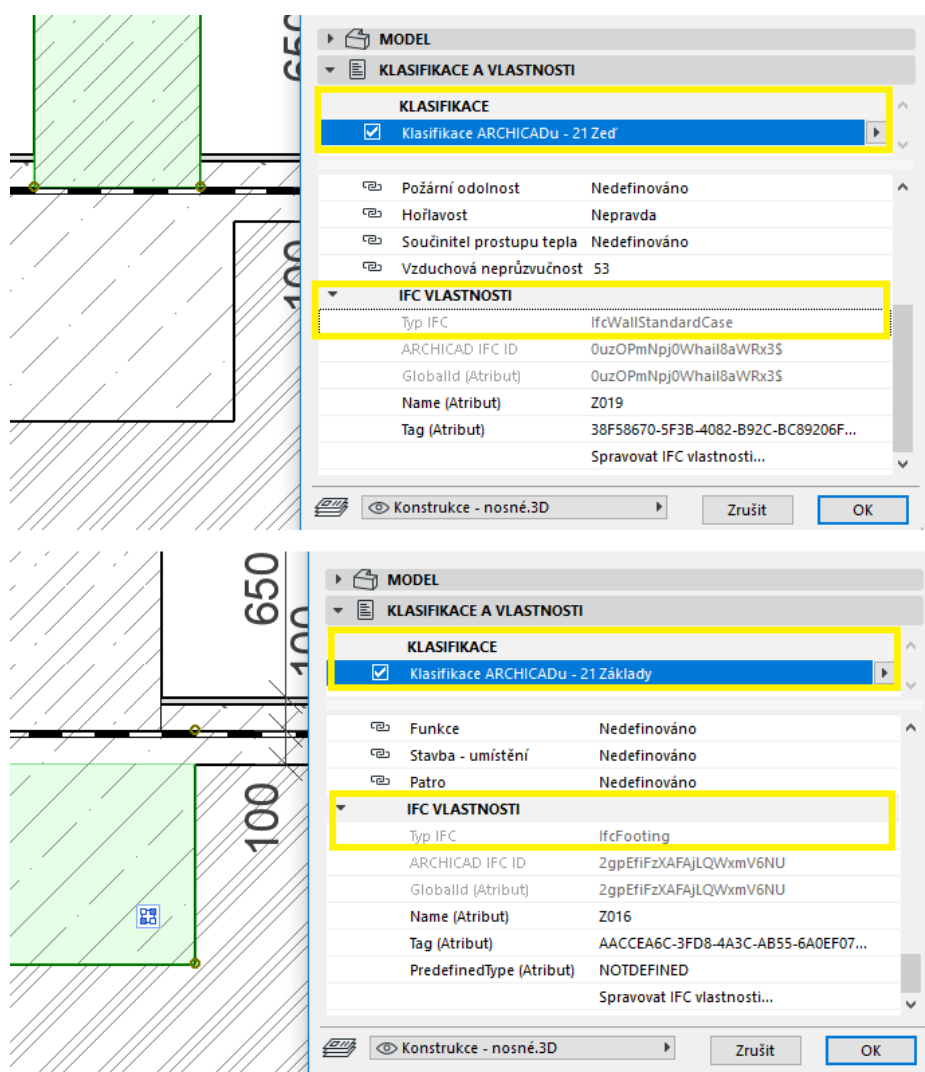 650
100
MODEL
KLASIFIKACE A VLASTNOSTI
KLASIFIKACE
Klasifikace ARCHICADu - 21 Zeď
Požární odolnost Nedefinováno
Hořlavost Nepravda
Součinitel prostupu tepla Nedefinováno
Vzduchová neprůzvučnost 53
IFC VLASTNOSTI
Typ IFC IfcWallStandardCase
ARCHICAD IFC ID 0uzOPmNpj0Whail8aWRx3$
GlobalId (Atribut) 0uzOPmNpj0Whail8aWRx3$
Name (Atribut) Z019
Tag (Atribut) 38F58670-5F3B-4082-B92C-BC89206F...
Spravovat IFC vlastnosti...
Konstrukce - nosné.3D Zrušit OK
650
100
100
MODEL
KLASIFIKACE A VLASTNOSTI
KLASIFIKACE
Klasifikace ARCHICADu - 21 Základy
Funkce Nedefinováno
Stavba - umístění Nedefinováno
Patro Nedefinováno
IFC VLASTNOSTI
Typ IFC IfcFooting
ARCHICAD IFC ID 2gpEfiFzXAFAjLQWxmV6NU
GlobalId (Atribut) 2gpEfiFzXAFAjLQWxmV6NU
Name (Atribut) Z016
Tag (Atribut) AACCEA6C-3FD8-4A3C-AB55-6A0EF07...
PredefinedType (Atribut) NOTDEFINED
Spravovat IFC vlastnosti...
Konstrukce - nosné.3D Zrušit OK